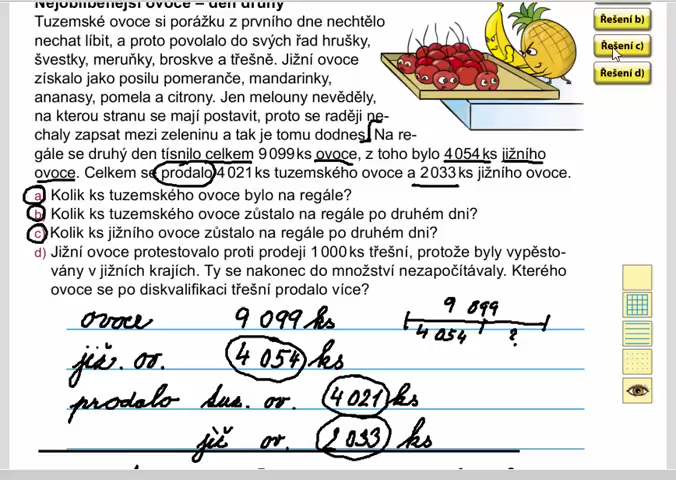 Nejoblíbenější ovoce – den druhý
Tuzemské ovoce si porážku z prvního dne nechtělo
nechat líbit, a proto povolalo do svých řad hrušky,
švestky, meruňky, broskve a třešně. Jižní ovoce
získalo jako posilu pomeranče, mandarinky,
ananasy, pomela a citrony. Jen melouny nevěděly,
na kterou stranu se mají postavit, proto se raději ne-
chaly zapsat mezi zeleninu a tak je tomu dodnes. Na re-
gále se druhý den tísnilo celkem 9 099 ks ovoce, z toho bylo 4 054 ks jižního
ovoce. Celkem se prodalo 4 021 ks tuzemského ovoce a 2 033 ks jižního ovoce.
a) Kolik ks tuzemského ovoce bylo na regále?
b) Kolik ks tuzemského ovoce zůstalo na regále po druhém dni?
c) Kolik ks jižního ovoce zůstalo na regále po druhém dni?
d) Jižní ovoce protestovalo proti prodeji 1 000 ks třešní, protože byly vypěsto-
vány v jižních krajích. Ty se nakonec do množství nezapočítávaly. Kterého
ovoce se po diskvalifikaci třešní prodalo více?
Řešení b)
Řešení c)
Řešení d)
ovoce 9 099 ks
9 899
4 054 ?
již. ov. 4 054 ks
prodalo tuz. ov. 4 021 ks
již ov. 2 033 ks